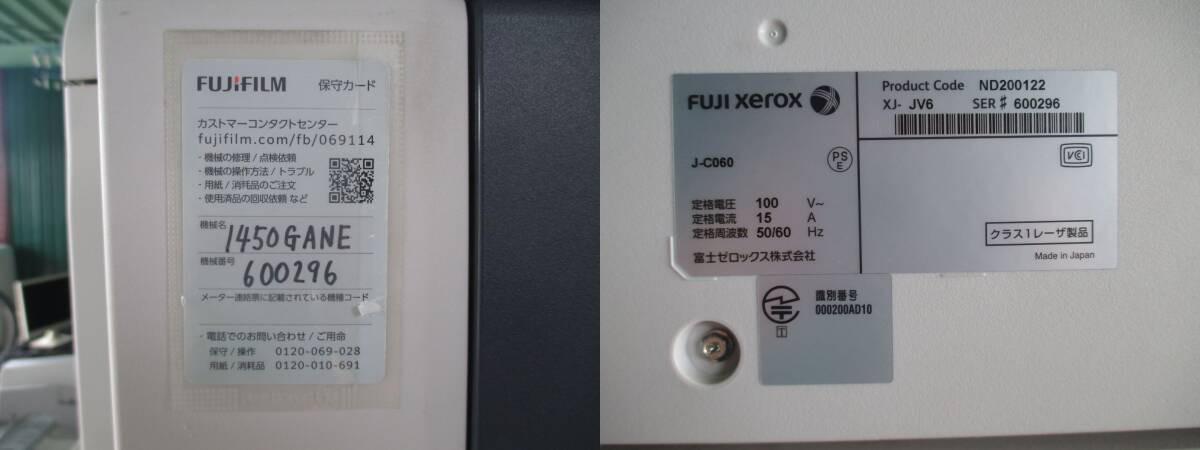 FUJIFILM 保守カード
カストマーコンタクトセンター
fujifilm.com/fb/069114
・機械の修理/点検依頼
・機械の操作方法/トラブル
・用紙/消耗品のご注文
・使用済品の回収依頼 など
機械名
1450GANE
機械番号
600296
メーター連絡票に記載されている機種コード
・電話でのお問い合わせ/ご用命
保守/操作 0120-069-028
用紙/消耗品 0120-010-691
FUJI xerox
J-C060
PS
E
定格電圧 100 V~
定格電流 15 A
定格周波数 50/60 Hz
富士ゼロックス株式会社
Product Code ND200122
XJ- JV6 SER# 600296
VCI
クラス1レーザ製品
Made in Japan
T
識別番号
000200AD10